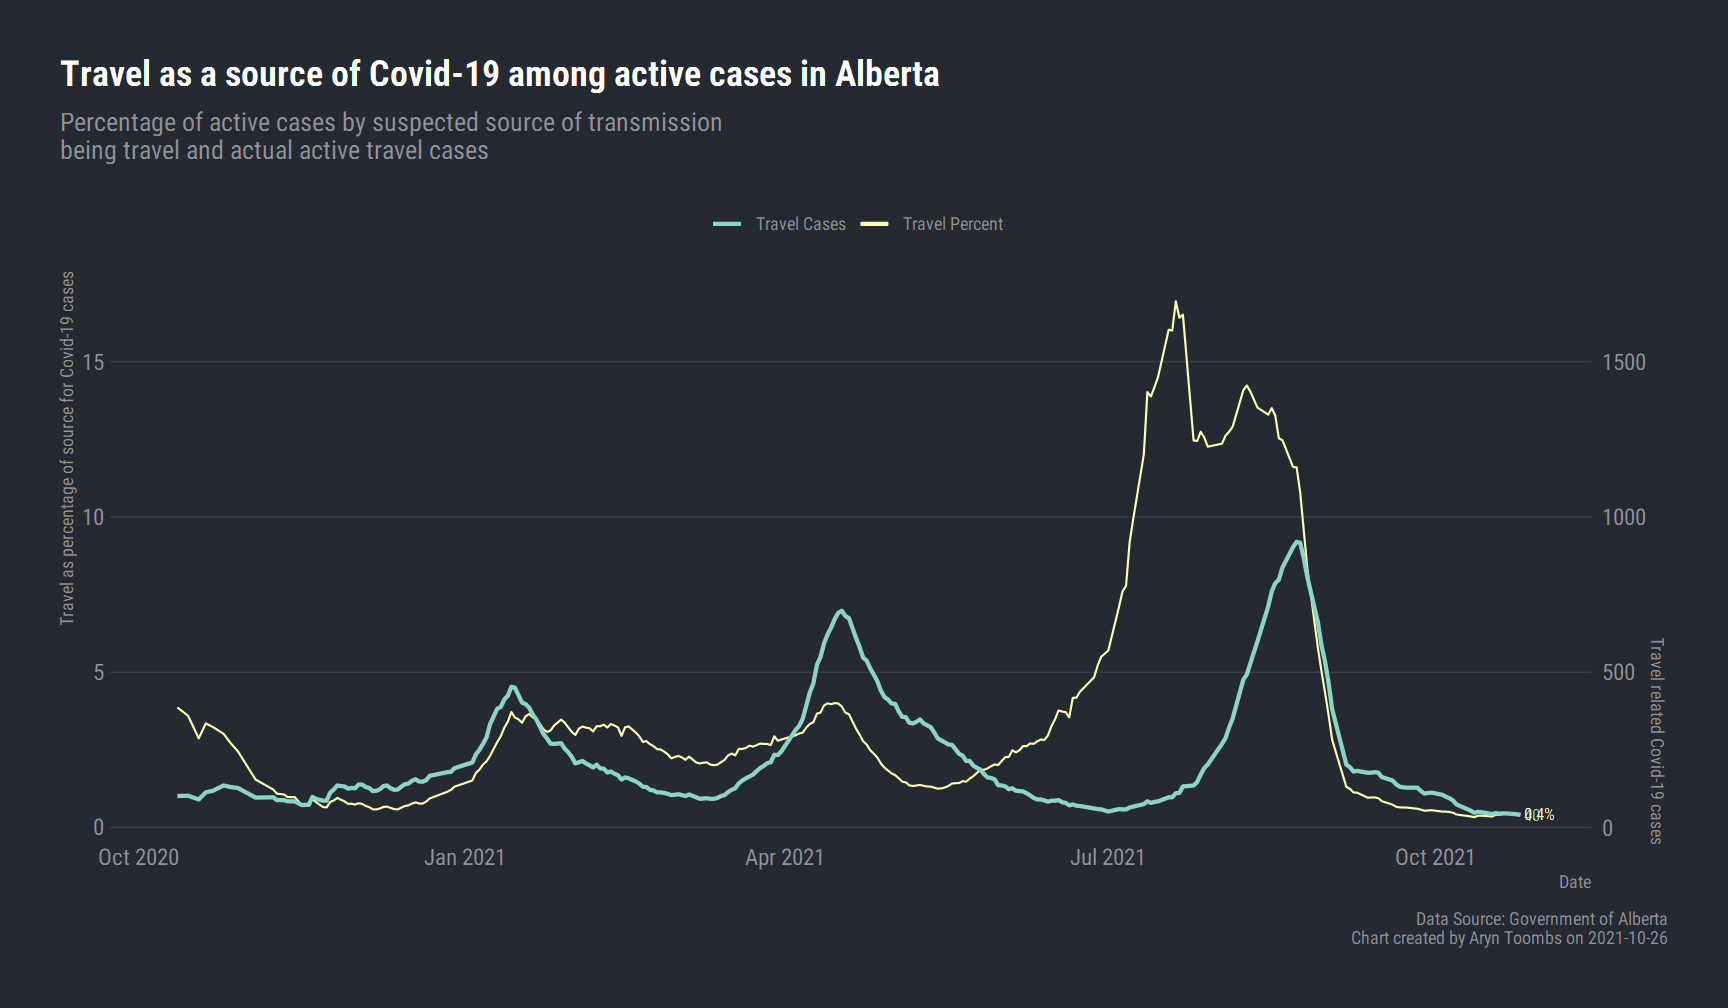 Travel as a source of Covid-19 among active cases in Alberta
Percentage of active cases by suspected source of transmission
being travel and actual active travel cases
Travel Cases
Travel Percent
Travel as percentage of source for Covid-19 cases
15
10
5
0
1500
1000
500
0
Travel related Covid-19 cases
0.4%
Oct 2020
Jan 2021
Apr 2021
Jul 2021
Oct 2021
Date
Data Source: Government of Alberta
Chart created by Aryn Toombs on 2021-10-26